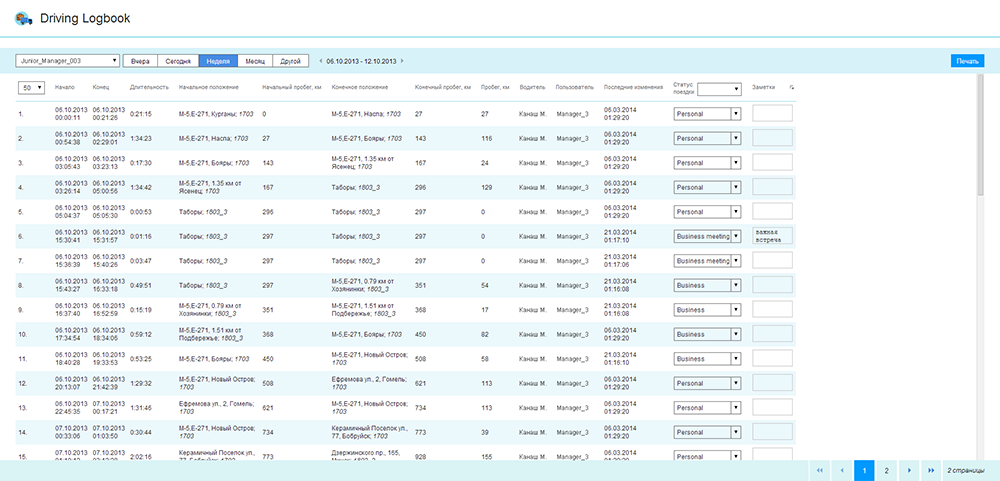 Driving Logbook
Junior_Manager_003 Вчера Сегодня Неделя Месяц Другой 06.10.2013 - 12.10.2013 Печать
50 Начало Конец Длительность Начальное положение Начальный пробег, км Конечное положение Конечный пробег, км Пробег, км Водитель Пользователь Последние изменения Статус поездки Заметки
1. 06.10.2013 00:00:11 06.10.2013 00:21:26 0:21:15 М-5,Е-271, Курганы; 1703 0 М-5,Е-271, Наспа; 1703 27 27 Канаш М. Manager_3 06.03.2014 01:29:20 Personal
2. 06.10.2013 00:54:38 06.10.2013 02:29:01 1:34:23 М-5,Е-271, Наспа; 1703 27 М-5,Е-271, Бояры; 1703 143 116 Канаш М. Manager_3 06.03.2014 01:29:20 Personal
3. 06.10.2013 03:05:43 06.10.2013 03:23:13 0:17:30 М-5,Е-271, Бояры; 1703 143 М-5,Е-271, 1.35 км от Ясенец; 1703 167 24 Канаш М. Manager_3 06.03.2014 01:29:20 Personal
4. 06.10.2013 03:26:14 06.10.2013 05:00:56 1:34:42 М-5,Е-271, 1.35 км от Ясенец; 1703 167 Таборы; 1803_3 296 129 Канаш М. Manager_3 06.03.2014 01:29:20 Personal
5. 06.10.2013 05:04:37 06.10.2013 05:05:30 0:00:53 Таборы; 1803_3 296 Таборы; 1803_3 297 0 Канаш М. Manager_3 06.03.2014 01:29:20 Personal
6. 06.10.2013 15:30:41 06.10.2013 15:31:57 0:01:16 Таборы; 1803_3 297 Таборы; 1803_3 297 0 Канаш М. Manager_3 21.03.2014 01:17:10 Business meeting важная встреча
7. 06.10.2013 15:36:39 06.10.2013 15:40:26 0:03:47 Таборы; 1803_3 297 Таборы; 1803_3 297 0 Канаш М. Manager_3 21.03.2014 01:17:06 Business meeting
8. 06.10.2013 15:43:27 06.10.2013 16:33:18 0:49:51 Таборы; 1803_3 297 М-5,Е-271, 0.79 км от Хозянинки; 1803_3 351 54 Канаш М. Manager_3 21.03.2014 01:16:08 Business
9. 06.10.2013 16:37:40 06.10.2013 16:52:59 0:15:19 М-5,Е-271, 0.79 км от Хозянинки; 1803_3 351 М-5,Е-271, 1.51 км от Подбережье; 1803_3 368 17 Канаш М. Manager_3 21.03.2014 01:16:08 Business
10. 06.10.2013 17:34:54 06.10.2013 18:34:06 0:59:12 М-5,Е-271, 1.51 км от Подбережье; 1803_3 368 М-5,Е-271, Бояры; 1703 450 82 Канаш М. Manager_3 06.03.2014 01:29:20 Business
11. 06.10.2013 18:40:28 06.10.2013 19:33:53 0:53:25 М-5,Е-271, Бояры; 1703 450 М-5,Е-271, Новый Остров; 1703 508 58 Канаш М. Manager_3 21.03.2014 01:16:10 Business
12. 06.10.2013 20:13:07 06.10.2013 21:42:39 1:29:32 М-5,Е-271, Новый Остров; 1703 508 Ефремова ул., 2, Гомель; 1703 621 113 Канаш М. Manager_3 06.03.2014 01:29:20 Personal
13. 06.10.2013 22:45:35 07.10.2013 00:17:21 1:31:46 Ефремова ул., 2, Гомель; 1703 621 М-5,Е-271, Новый Остров; 1703 734 113 Канаш М. Manager_3 06.03.2014 01:29:20 Personal
14. 07.10.2013 00:33:06 07.10.2013 01:03:50 0:30:44 М-5,Е-271, Новый Остров; 1703 734 Керамичный Поселок ул., 77, Бобруйск; 1703 773 39 Канаш М. Manager_3 06.03.2014 01:29:20 Personal
15. 07.10.2013 07.10.2013 2:02:16 Керамичный Поселок ул., 77, Бобруйск; 1703 773 Дзержинского пр., 155, 928 155 Канаш М. Manager_3 06.03.2014 01:29:20 Personal
1 2 2 страницы